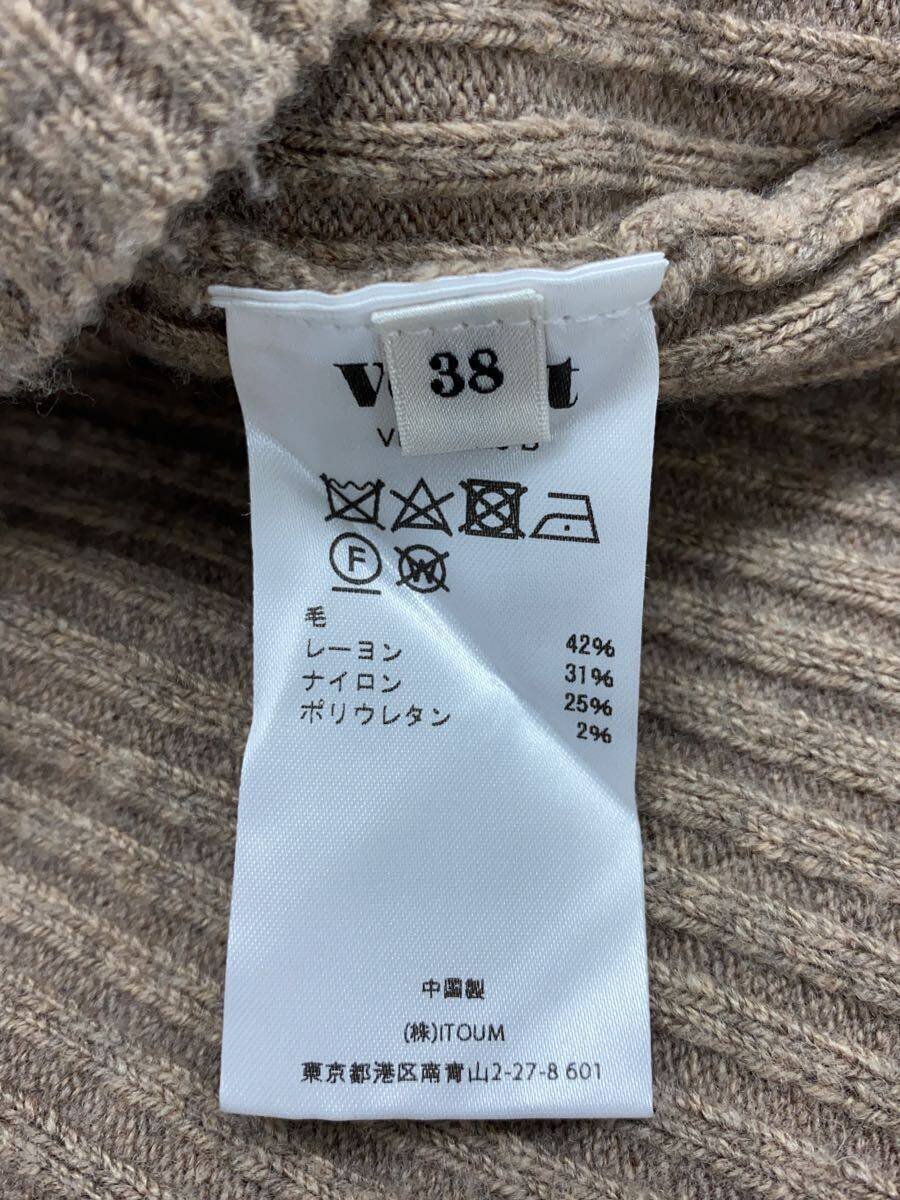 38
F
W
毛
レーヨン 42%
ナイロン 31%
ポリウレタン 25%
2%
中国製
(株)ITOUM
東京都港区南青山2-27-8 601